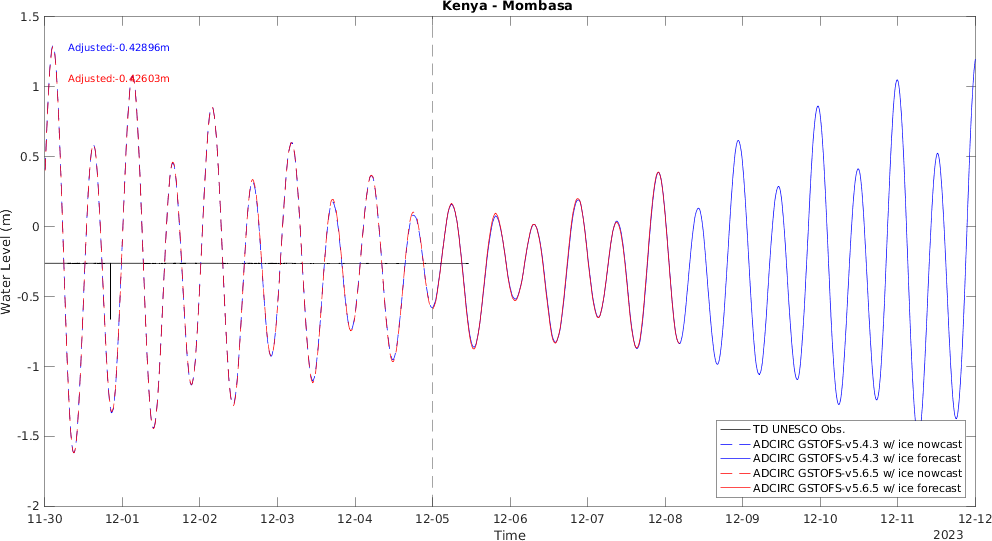 Kenya - Mombasa
Adjusted:-0.42896m
Adjusted:-0.42603m
Water Level (m)
1.5
1
0.5
0
-0.5
-1
-1.5
-2
TD UNESCO Obs.
ADCIRC GSTOFS-v5.4.3 w/ ice nowcast
ADCIRC GSTOFS-v5.4.3 w/ ice forecast
ADCIRC GSTOFS-v5.6.5 w/ ice nowcast
ADCIRC GSTOFS-v5.6.5 w/ ice forecast
11-30 12-01 12-02 12-03 12-04 12-05 12-06 12-07 12-08 12-09 12-10 12-11 12-12
Time
2023